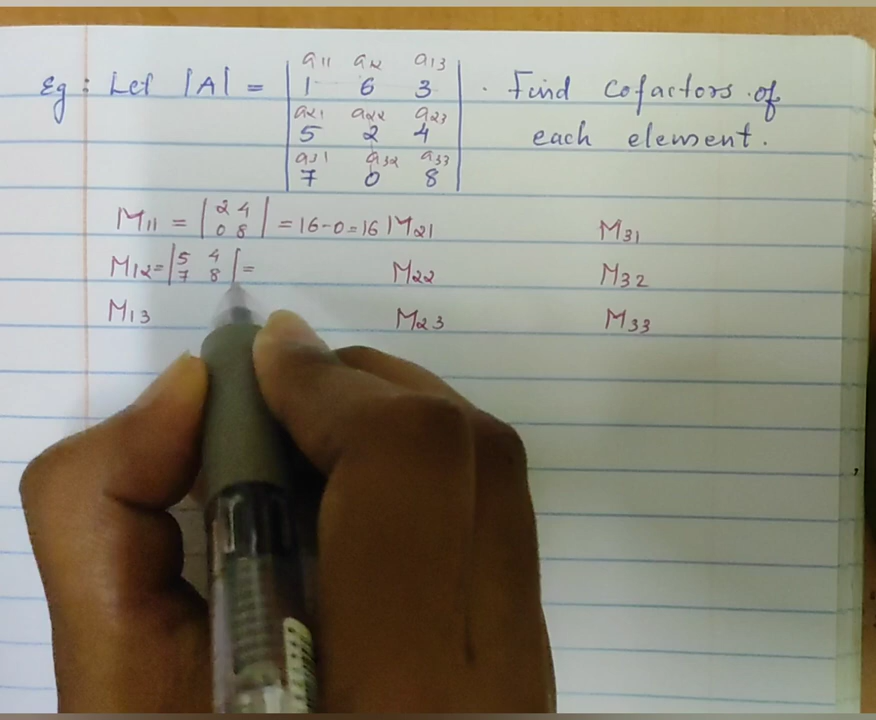 Eg : Let |A| = | a11 a12 a13 . Find cofactors of
1 6 3
a21 a22 a23
5 2 4 | each element.
a31 a32 a33
7 0 8
M11 = | 2 4 | = 16-0=16 | M21 M31
0 8
M12= | 5 4 | = M22 M32
7 8
M13 M23 M33